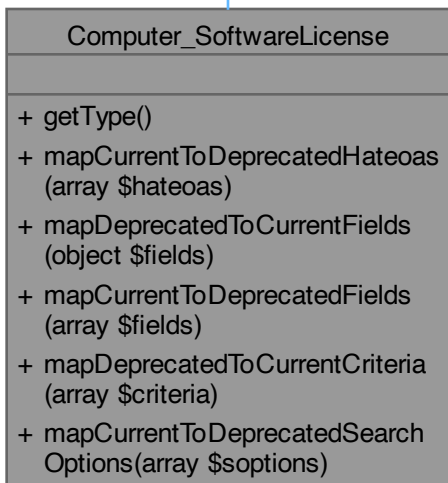 Computer_SoftwareLicense
+ getType()
+ mapCurrentToDeprecatedHateoas
(array $hateoas)
+ mapDeprecatedToCurrentFields
(object $fields)
+ mapCurrentToDeprecatedFields
(array $fields)
+ mapDeprecatedToCurrentCriteria
(array $criteria)
+ mapCurrentToDeprecatedSearch
Options(array $soptions)